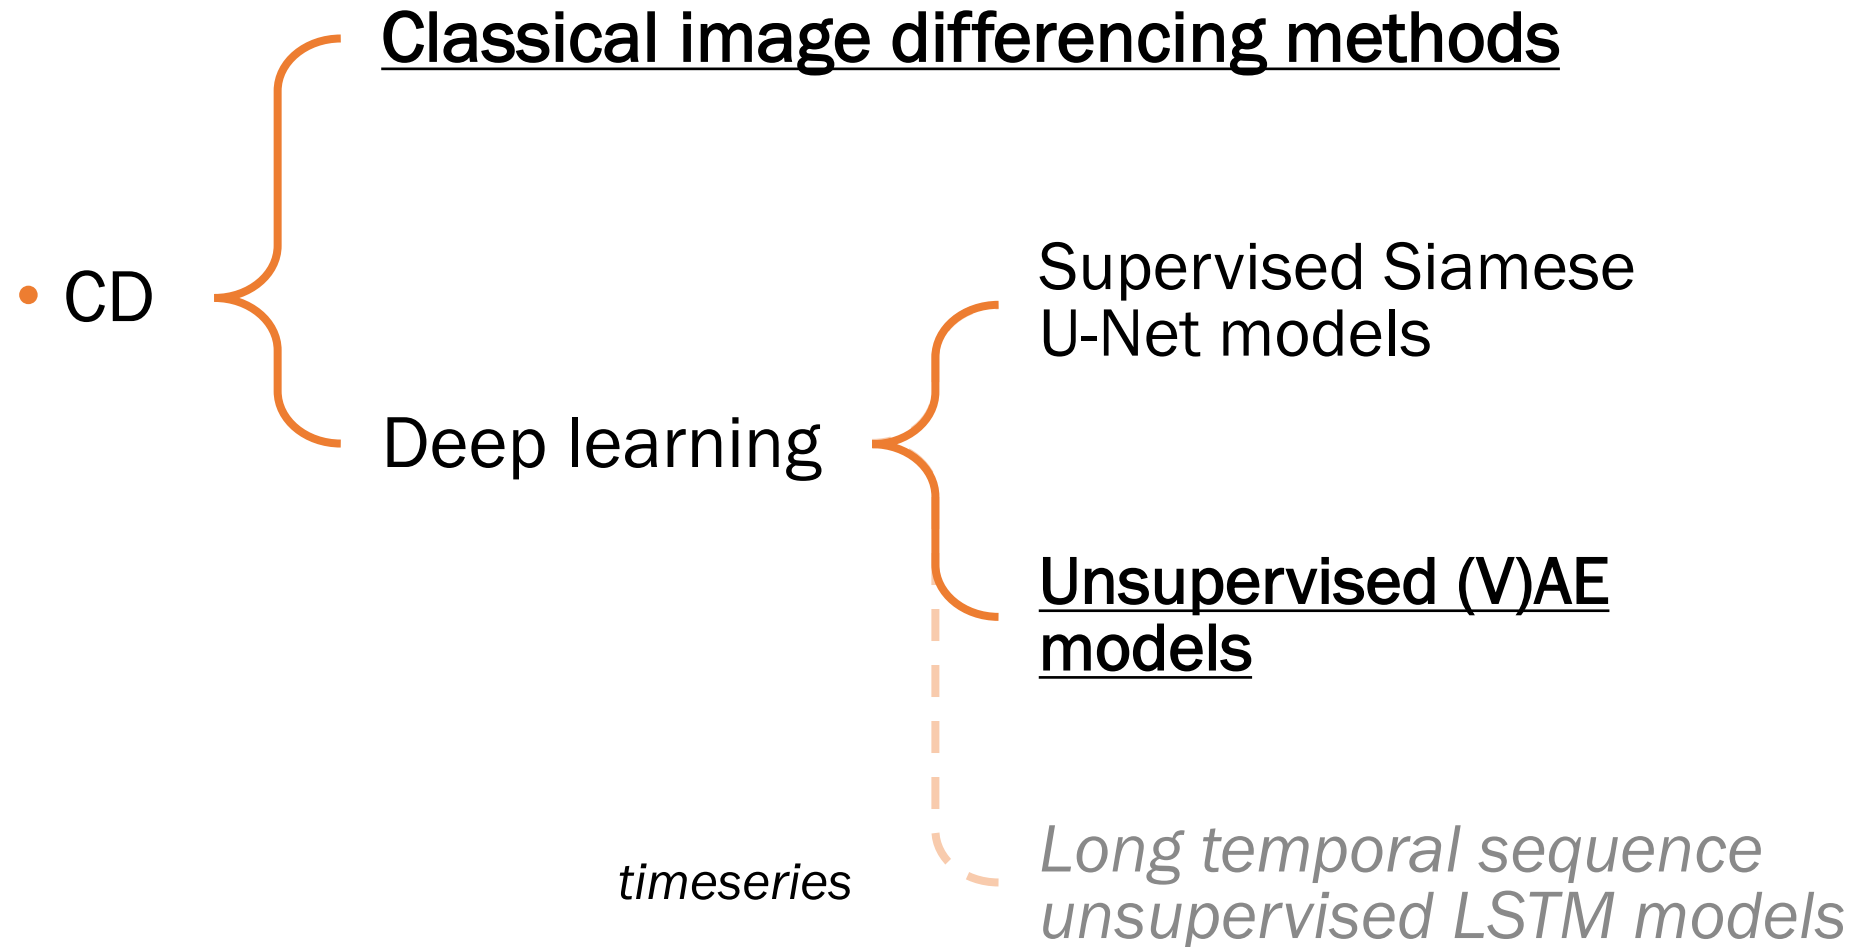 Classical image differencing methods
• CD
Supervised Siamese
U-Net models
Deep learning
Unsupervised (V)AE
models
timeseries
Long temporal sequence
unsupervised LSTM models